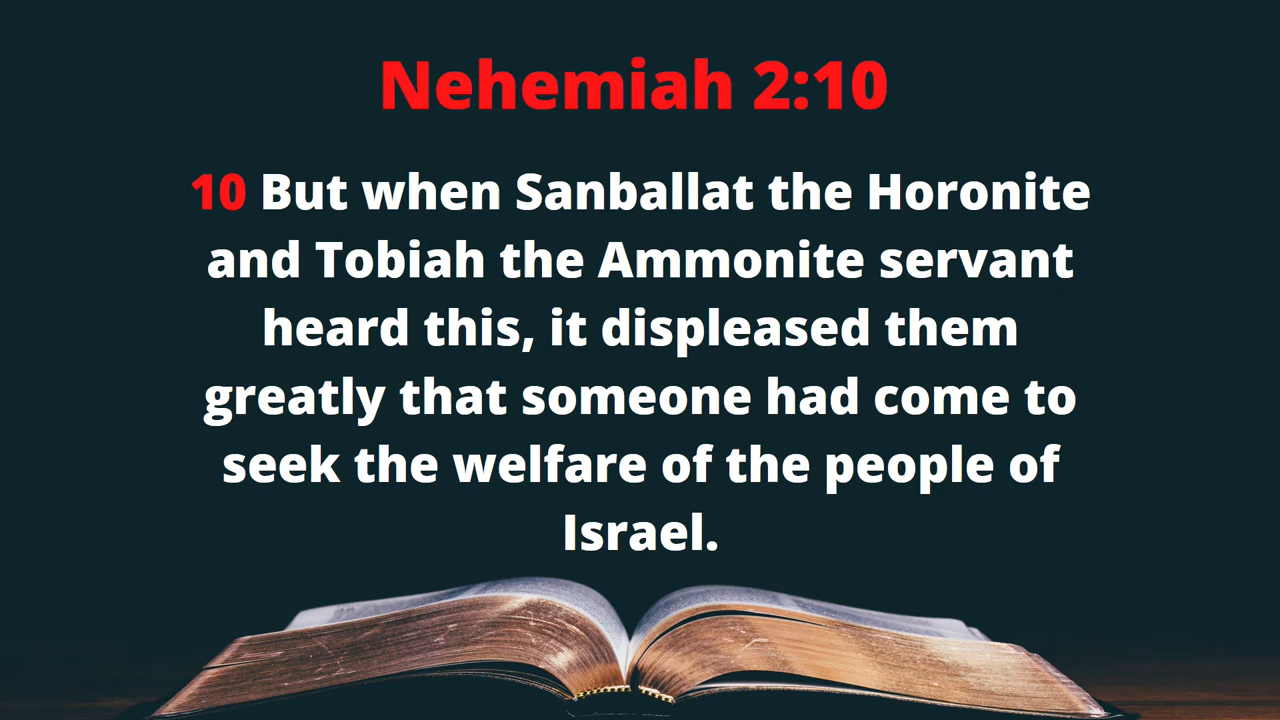 Nehemiah 2:10
10 But when Sanballat the Horonite
and Tobiah the Ammonite servant
heard this, it displeased them
greatly that someone had come to
seek the welfare of the people of
Israel.